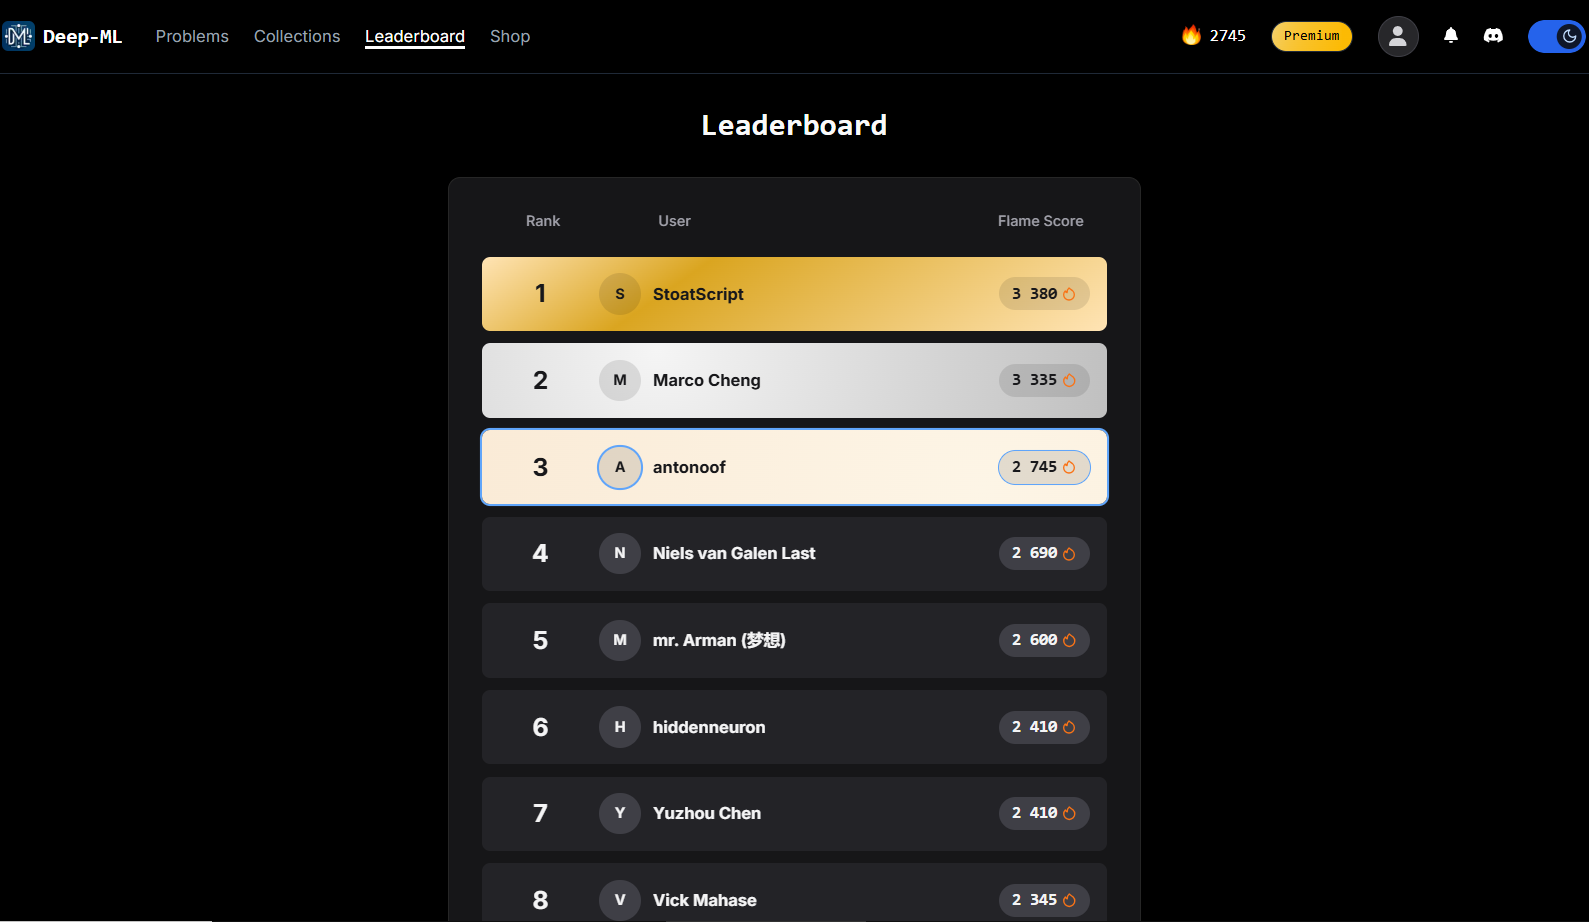 DML Deep-ML Problems Collections Leaderboard Shop 2745 Premium
Leaderboard
Rank User Flame Score
1 S StoatScript 3 380
2 M Marco Cheng 3 335
3 A antonoof 2 745
4 N Niels van Galen Last 2 690
5 M mr. Arman (梦想) 2 600
6 H hiddenneuron 2 410
7 Y Yuzhou Chen 2 410
8 V Vick Mahase 2 345